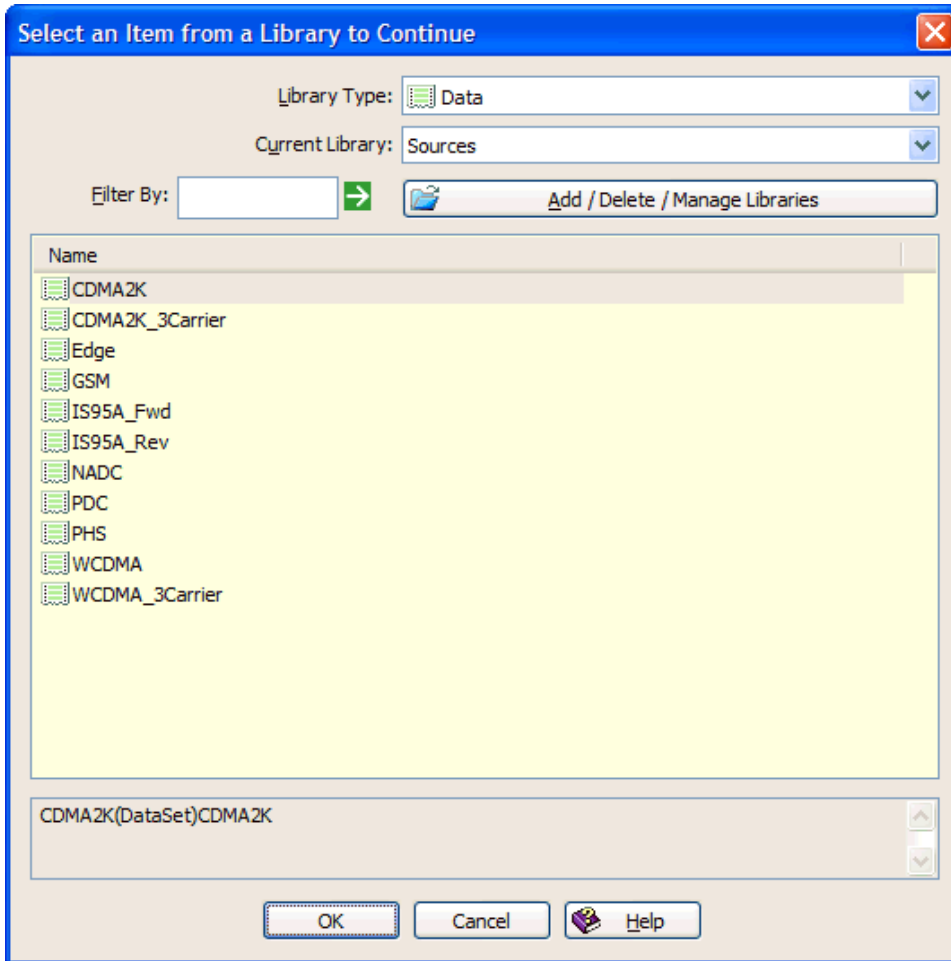 Select an Item from a Library to Continue
Library Type: Data
Current Library: Sources
Filter By:
Add / Delete / Manage Libraries
Name
CDMA2K
CDMA2K_3Carrier
Edge
GSM
IS95A_Fwd
IS95A_Rev
NADC
PDC
PHS
WCDMA
WCDMA_3Carrier
CDMA2K(DataSet)CDMA2K
OK Cancel Help